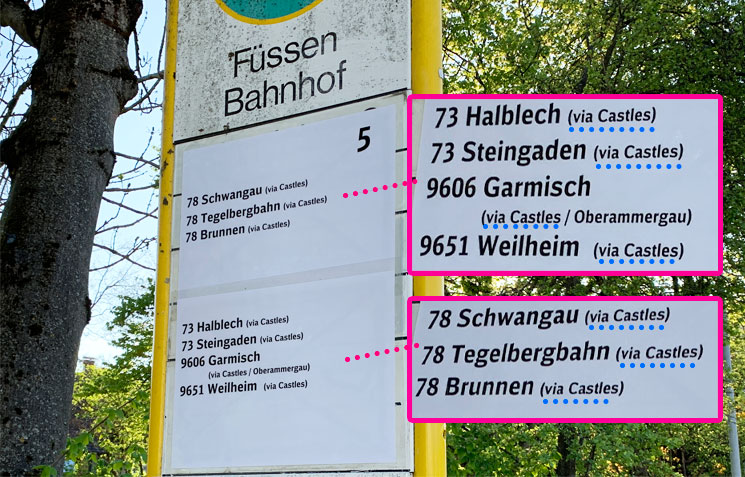 Füssen
Bahnhof
5
78 Schwangau (via Castles)
78 Tegelbergbahn (via Castles)
78 Brunnen (via Castles)
73 Halblech (via Castles)
73 Steingaden (via Castles)
9606 Garmisch
(via Castles / Oberammergau)
9651 Weilheim (via Castles)
73 Halblech (via Castles)
73 Steingaden (via Castles)
9606 Garmisch
(via Castles / Oberammergau)
9651 Weilheim (via Castles)
78 Schwangau (via Castles)
78 Tegelbergbahn (via Castles)
78 Brunnen (via Castles)